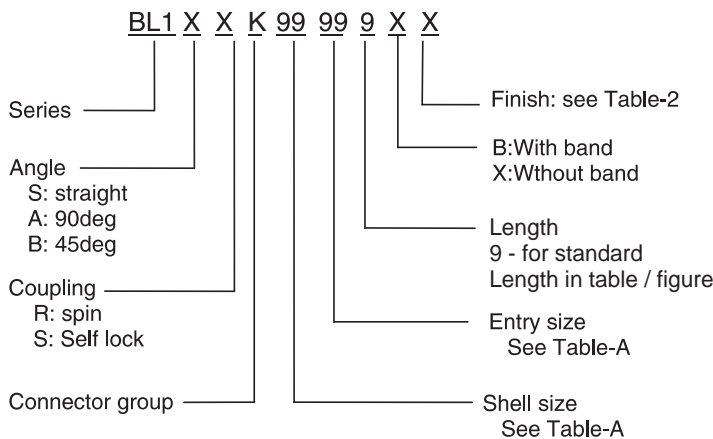 BL1 X X K 99 99 9 X X
Series
Angle
S: straight
A: 90deg
B: 45deg
Coupling
R: spin
S: Self lock
Connector group
Finish: see Table-2
B:With band
X:Wthout band
Length
9 - for standard
Length in table / figure
Entry size
See Table-A
Shell size
See Table-A